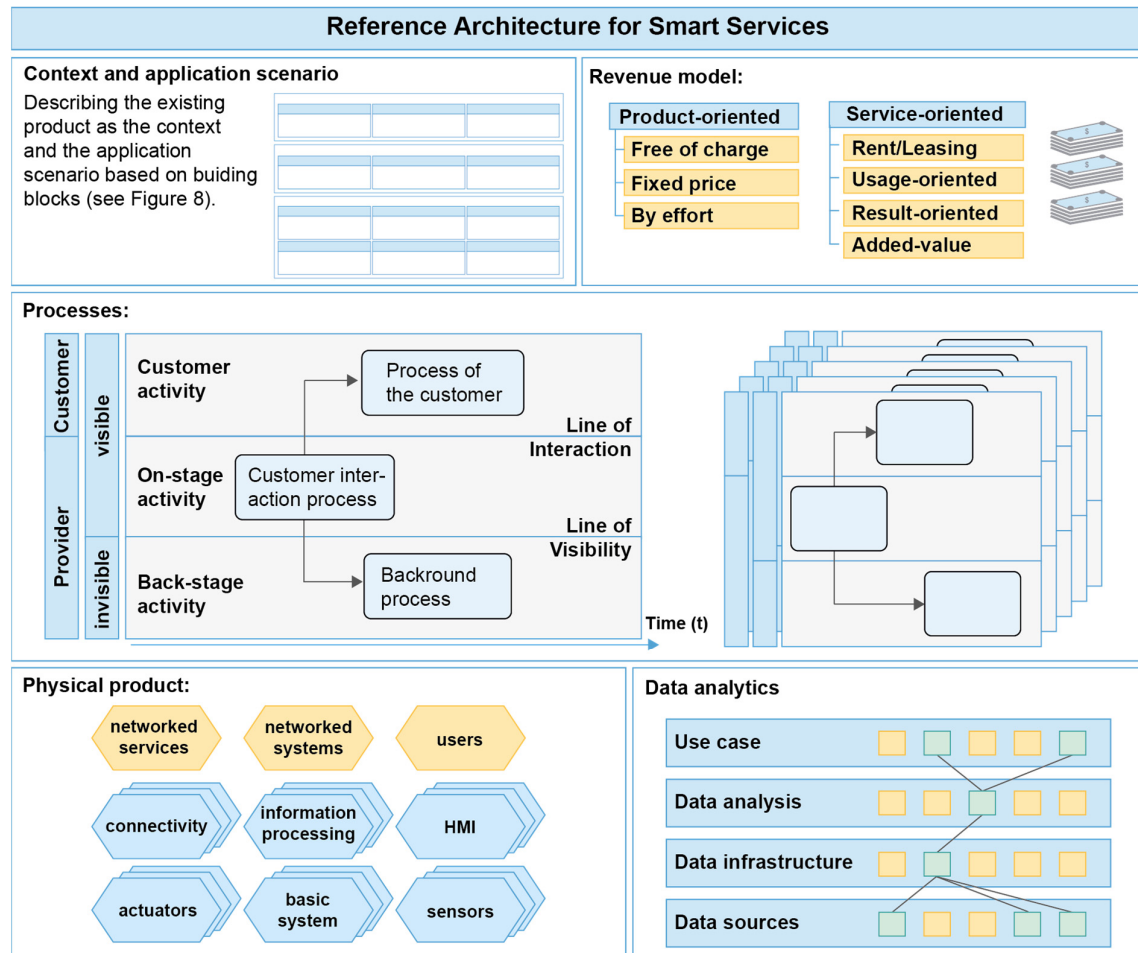 Reference Architecture for Smart Services
Context and application scenario
Describing the existing
product as the context
and the application
scenario based on buiding
blocks (see Figure 8).
Revenue model:
Product-oriented
Free of charge
Fixed price
By effort
Service-oriented
Rent/Leasing
Usage-oriented
Result-oriented
Added-value
$
$
$
Processes:
Customer
Provider
visible
invisible
Customer
activity
Process of
the customer
Line of
Interaction
On-stage
activity
Customer inter-
action process
Line of
Visibility
Back-stage
activity
Backround
process
Time (t)
Physical product:
networked
services
networked
systems
users
connectivity
information
processing
HMI
actuators
basic
system
sensors
Data analytics
Use case
Data analysis
Data infrastructure
Data sources